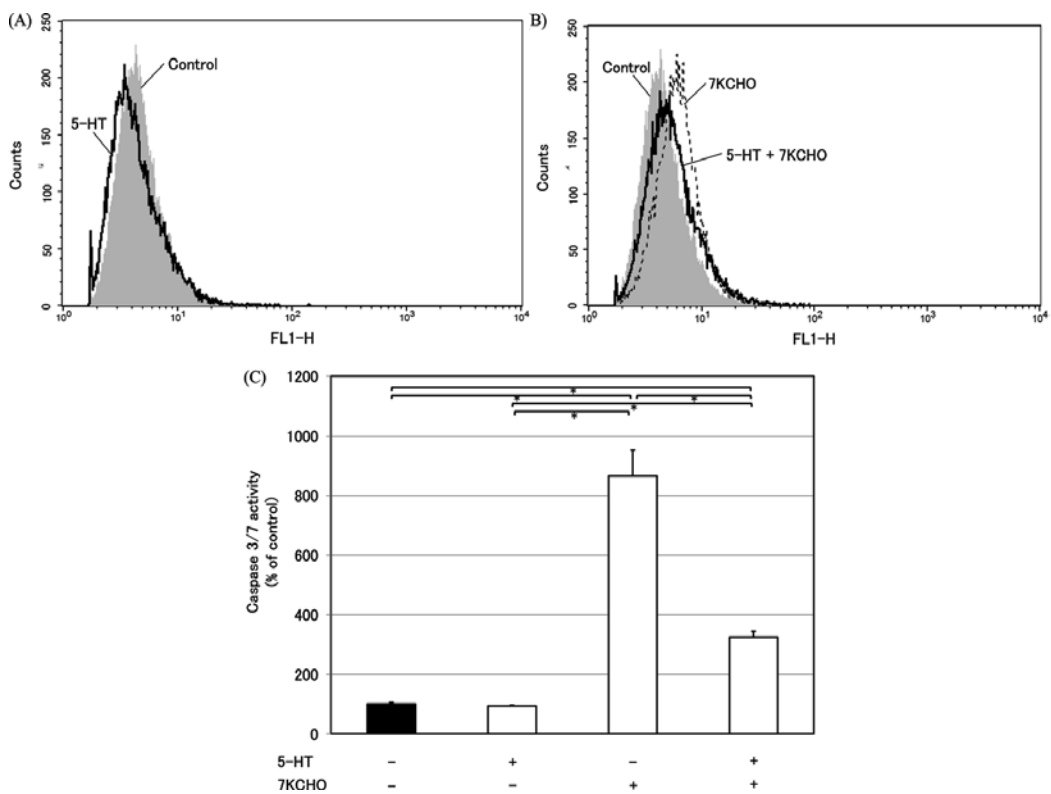 (A)
250
200
150
100
50
0
Counts
Control
5-HT
10⁰ 10¹ 10² 10³ 10⁴
FL1-H
B)
250
200
150
100
50
0
Counts
Control
7KCHO
5-HT + 7KCHO
10⁰ 10¹ 10² 10³ 10⁴
FL1-H
(C)
1200
1000
800
600
400
200
0
Caspase 3/7 activity
(% of control)
*
* *
*
*
5-HT - + - +
7KCHO - - + +